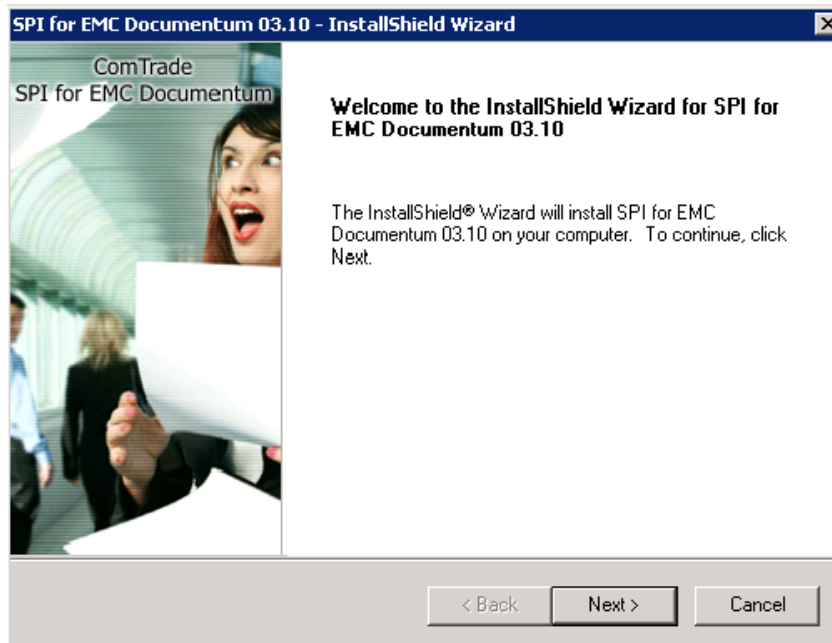 SPI for EMC Documentum 03.10 - InstallShield Wizard
ComTrade
SPI for EMC Documentum
Welcome to the InstallShield Wizard for SPI for
EMC Documentum 03.10
The InstallShield® Wizard will install SPI for EMC
Documentum 03.10 on your computer.  To continue, click
Next.
< Back
Next >
Cancel